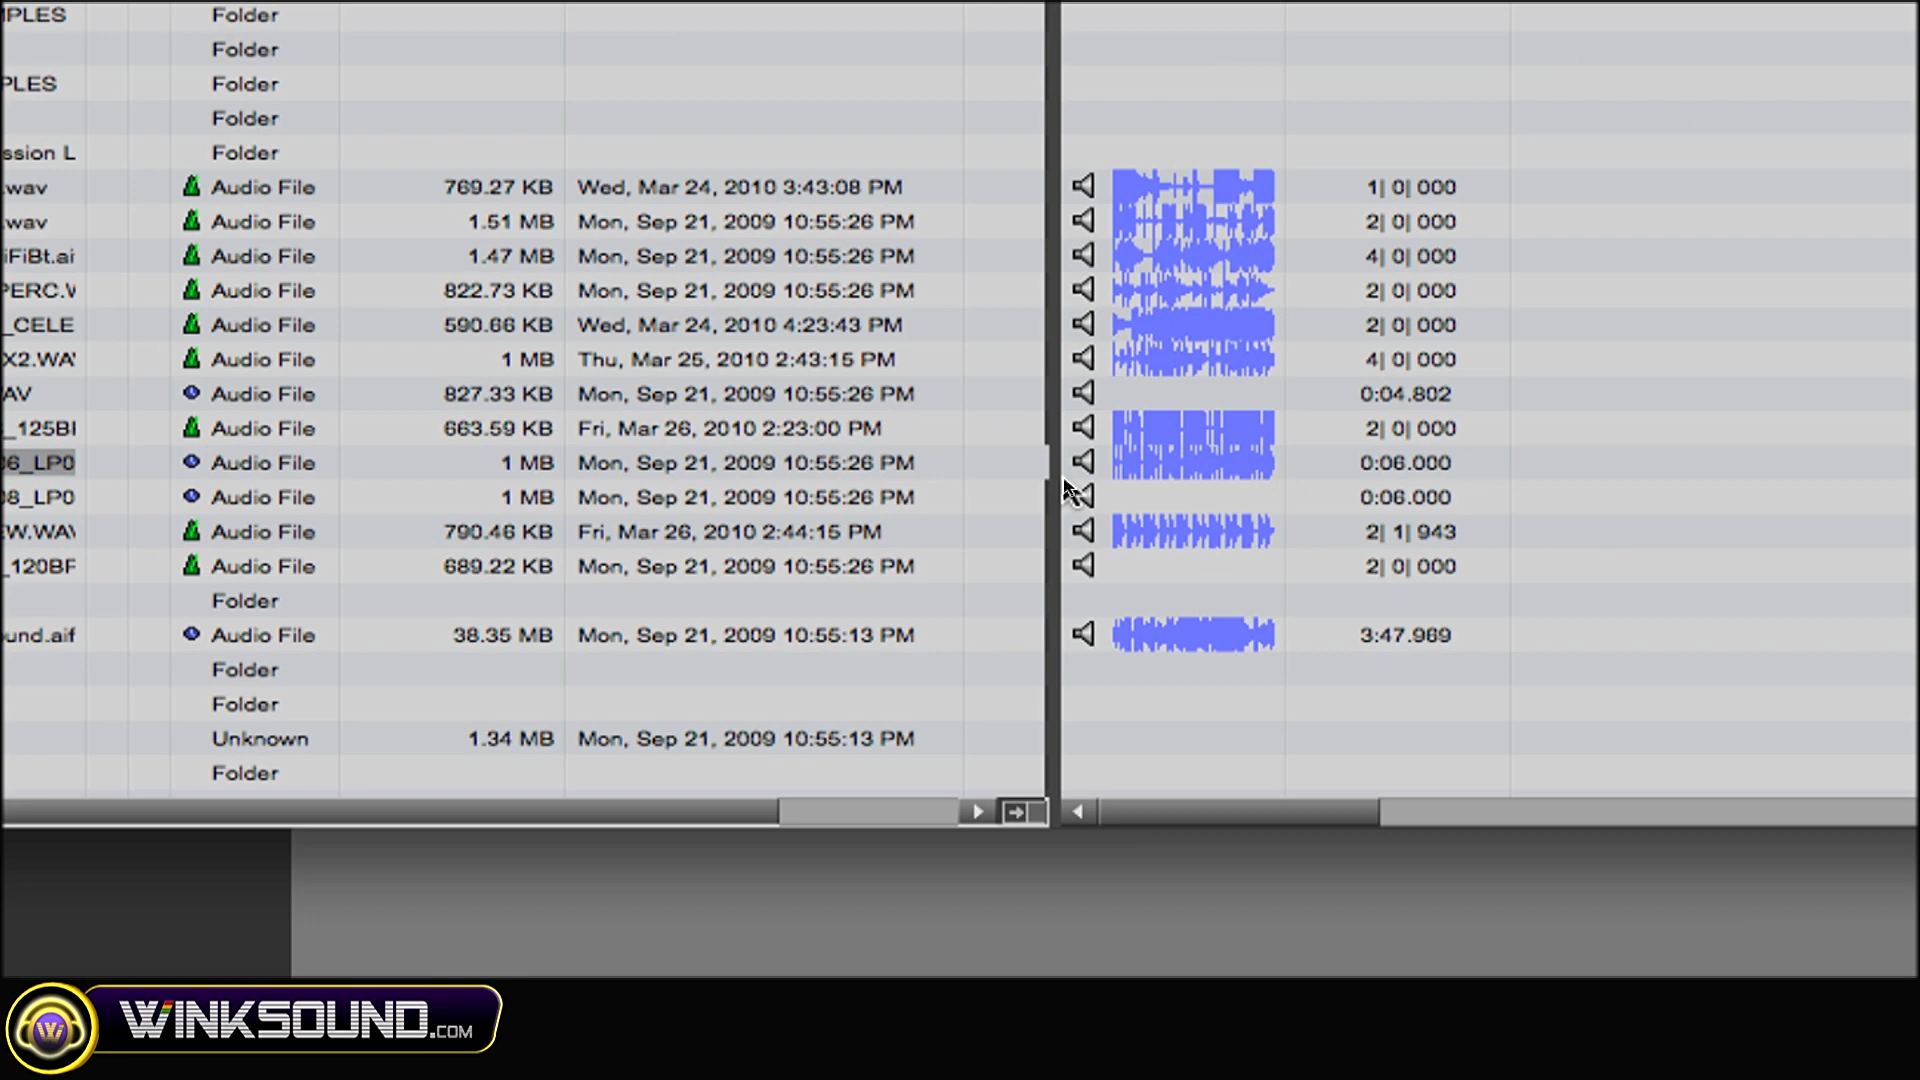 MPLES Folder
Folder
PLES Folder
Folder
ssion L Folder
.wav Audio File 769.27 KB Wed, Mar 24, 2010 3:43:08 PM 1| 0| 000
.wav Audio File 1.51 MB Mon, Sep 21, 2009 10:55:26 PM 2| 0| 000
iFiBt.ai Audio File 1.47 MB Mon, Sep 21, 2009 10:55:26 PM 4| 0| 000
PERC.V Audio File 822.73 KB Mon, Sep 21, 2009 10:55:26 PM 2| 0| 000
_CELE Audio File 590.66 KB Wed, Mar 24, 2010 4:23:43 PM 2| 0| 000
X2.WA Audio File 1 MB Thu, Mar 25, 2010 2:43:15 PM 4| 0| 000
AV Audio File 827.33 KB Mon, Sep 21, 2009 10:55:26 PM 0:04.802
_125B Audio File 663.59 KB Fri, Mar 26, 2010 2:23:00 PM 2| 0| 000
06_LP0 Audio File 1 MB Mon, Sep 21, 2009 10:55:26 PM 0:06.000
08_LP0 Audio File 1 MB Mon, Sep 21, 2009 10:55:26 PM 0:06.000
EW.WA Audio File 790.46 KB Fri, Mar 26, 2010 2:44:15 PM 2| 1| 943
_120BF Audio File 689.22 KB Mon, Sep 21, 2009 10:55:26 PM 2| 0| 000
Folder
und.aif Audio File 38.35 MB Mon, Sep 21, 2009 10:55:13 PM 3:47.969
Folder
Folder
Unknown 1.34 MB Mon, Sep 21, 2009 10:55:13 PM
Folder
W WINKSOUND.COM